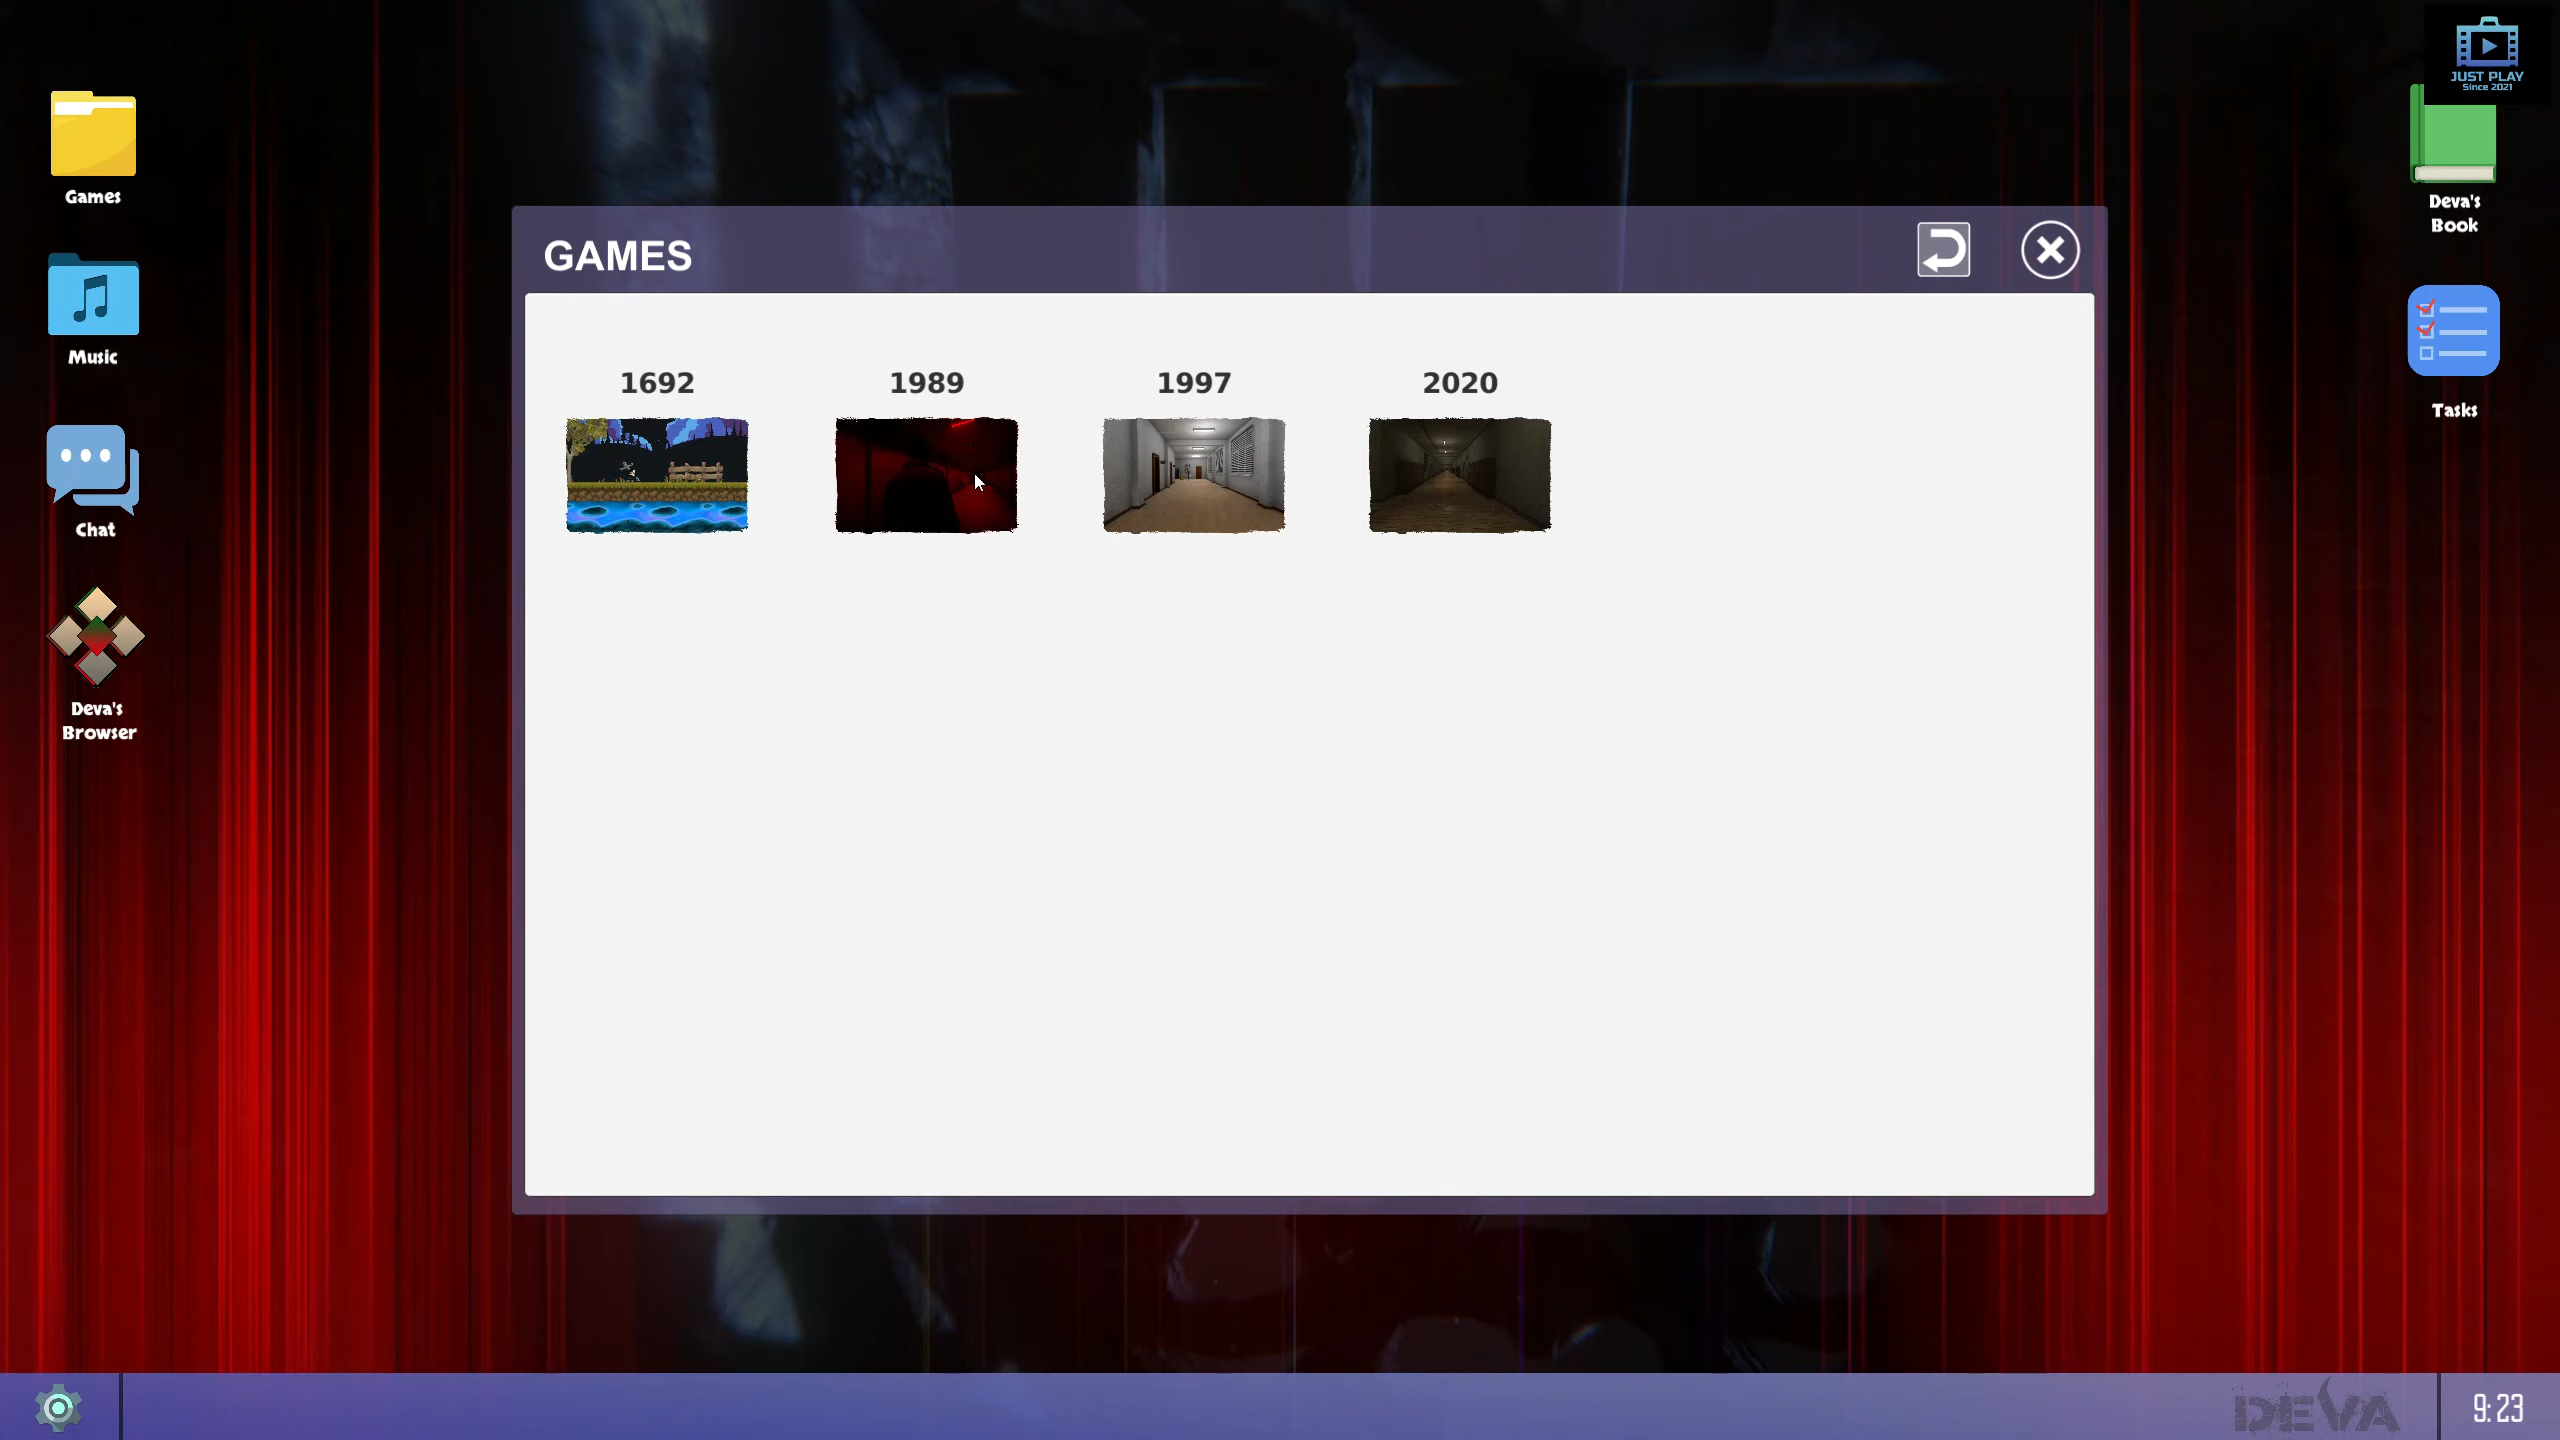 JUST PLAY
Since 2021
Games
Deva's
Book
GAMES
Music
1692
1989
1997
2020
Tasks
Chat
Deva's
Browser
DEVA
9:23